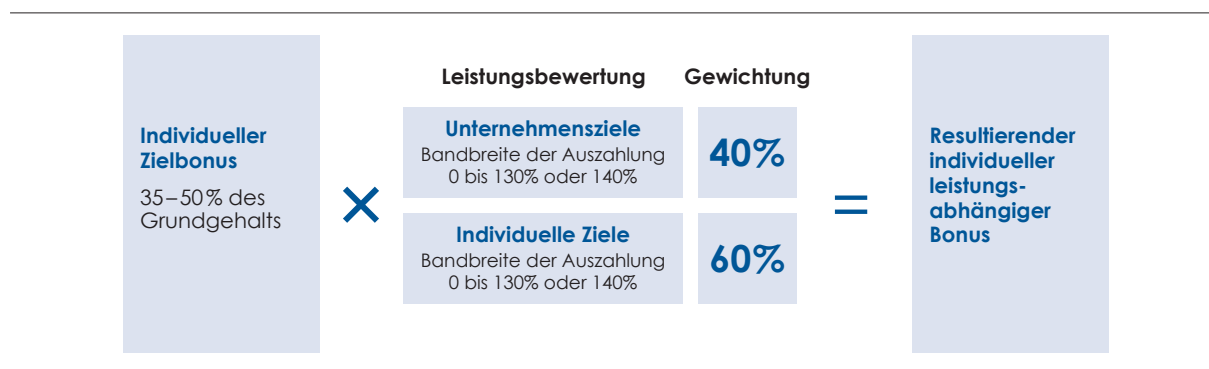 Individueller
Zielbonus
35–50% des
Grundgehalts
×
Leistungsbewertung
Gewichtung
Unternehmensziele
Bandbreite der Auszahlung
0 bis 130% oder 140%
40%
Individuelle Ziele
Bandbreite der Auszahlung
0 bis 130% oder 140%
60%
=
Resultierender
individueller
leistungs-
abhängiger
Bonus